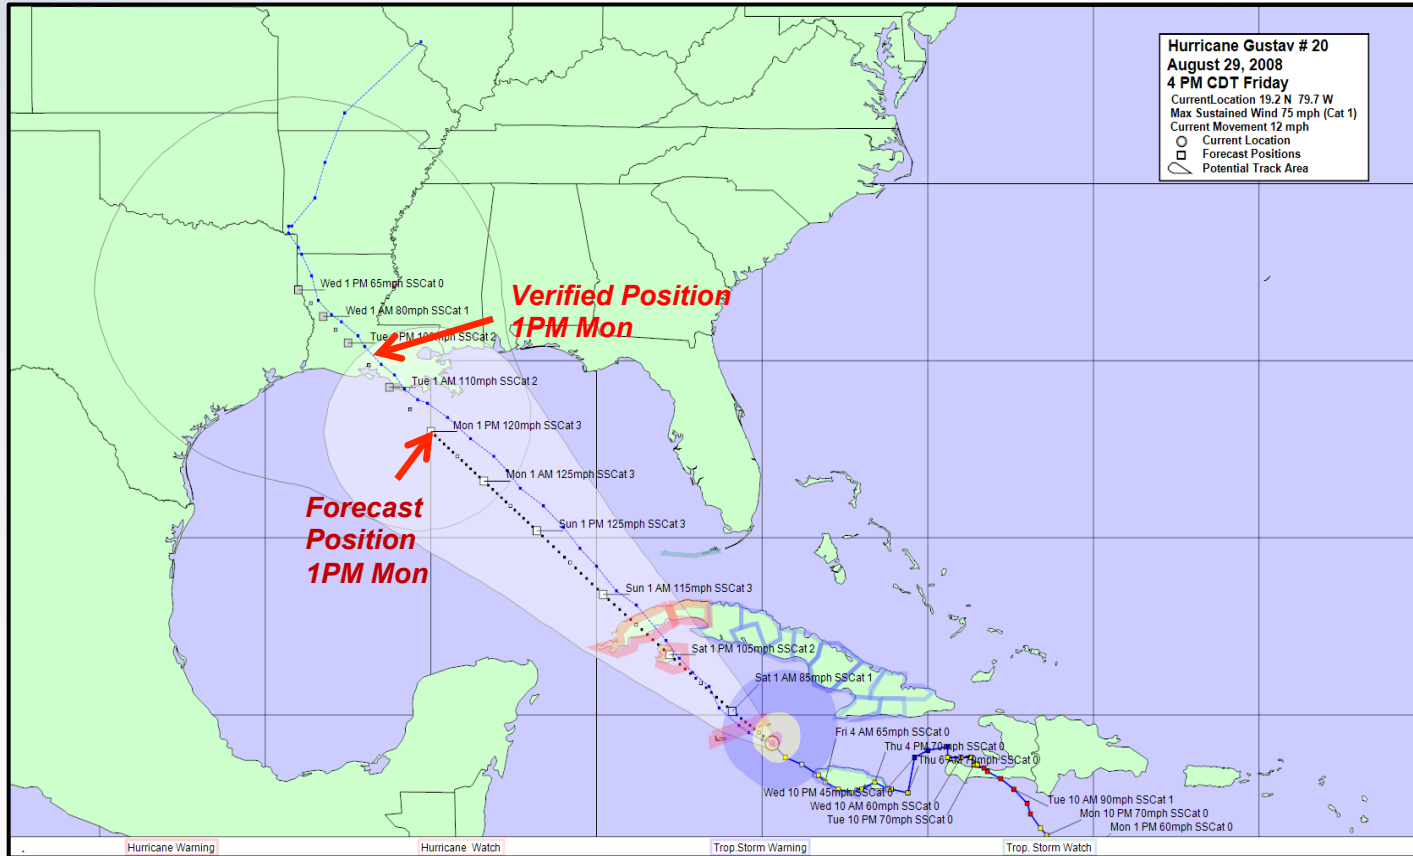 Hurricane Gustav # 20
August 29, 2008
4 PM CDT Friday
CurrentLocation 19.2 N 79.7 W
Max Sustained Wind 75 mph (Cat 1)
Current Movement 12 mph
Current Location
Forecast Positions
Potential Track Area
Wed 1 PM 65mph SSCat 0
Wed 1 AM 80mph SSCat 1
Verified Position
1PM Mon
Tue PM SSCat 2
Tue 1 AM 110mph SSCat 2
Mon 1 PM 120mph SSCat 3
Mon 1 AM 125mph SSCat 3
Forecast
Position
1PM Mon
Sun 1 PM 125mph SSCat 3
Sun 1 AM 115mph SSCat 3
Sat 1 PM 105mph SSCat 2
Sat 1 AM 85mph SSCat 1
Fri 4 AM 65mph SSCat 0
Thu 4 PM 70mph SSCat 0
Thu AM SSCat 0
Wed 10 PM 45mph SSCat 0
Wed 10 AM 60mph SSCat 0
Tue 10 PM 70mph SSCat 0
Tue 10 AM 90mph SSCat 1
Mon 10 PM 70mph SSCat 0
Mon 1 PM 60mph SSCat 0
Hurricane Warning
Hurricane Watch
Trop.Storm Warning
Trop. Storm Watch